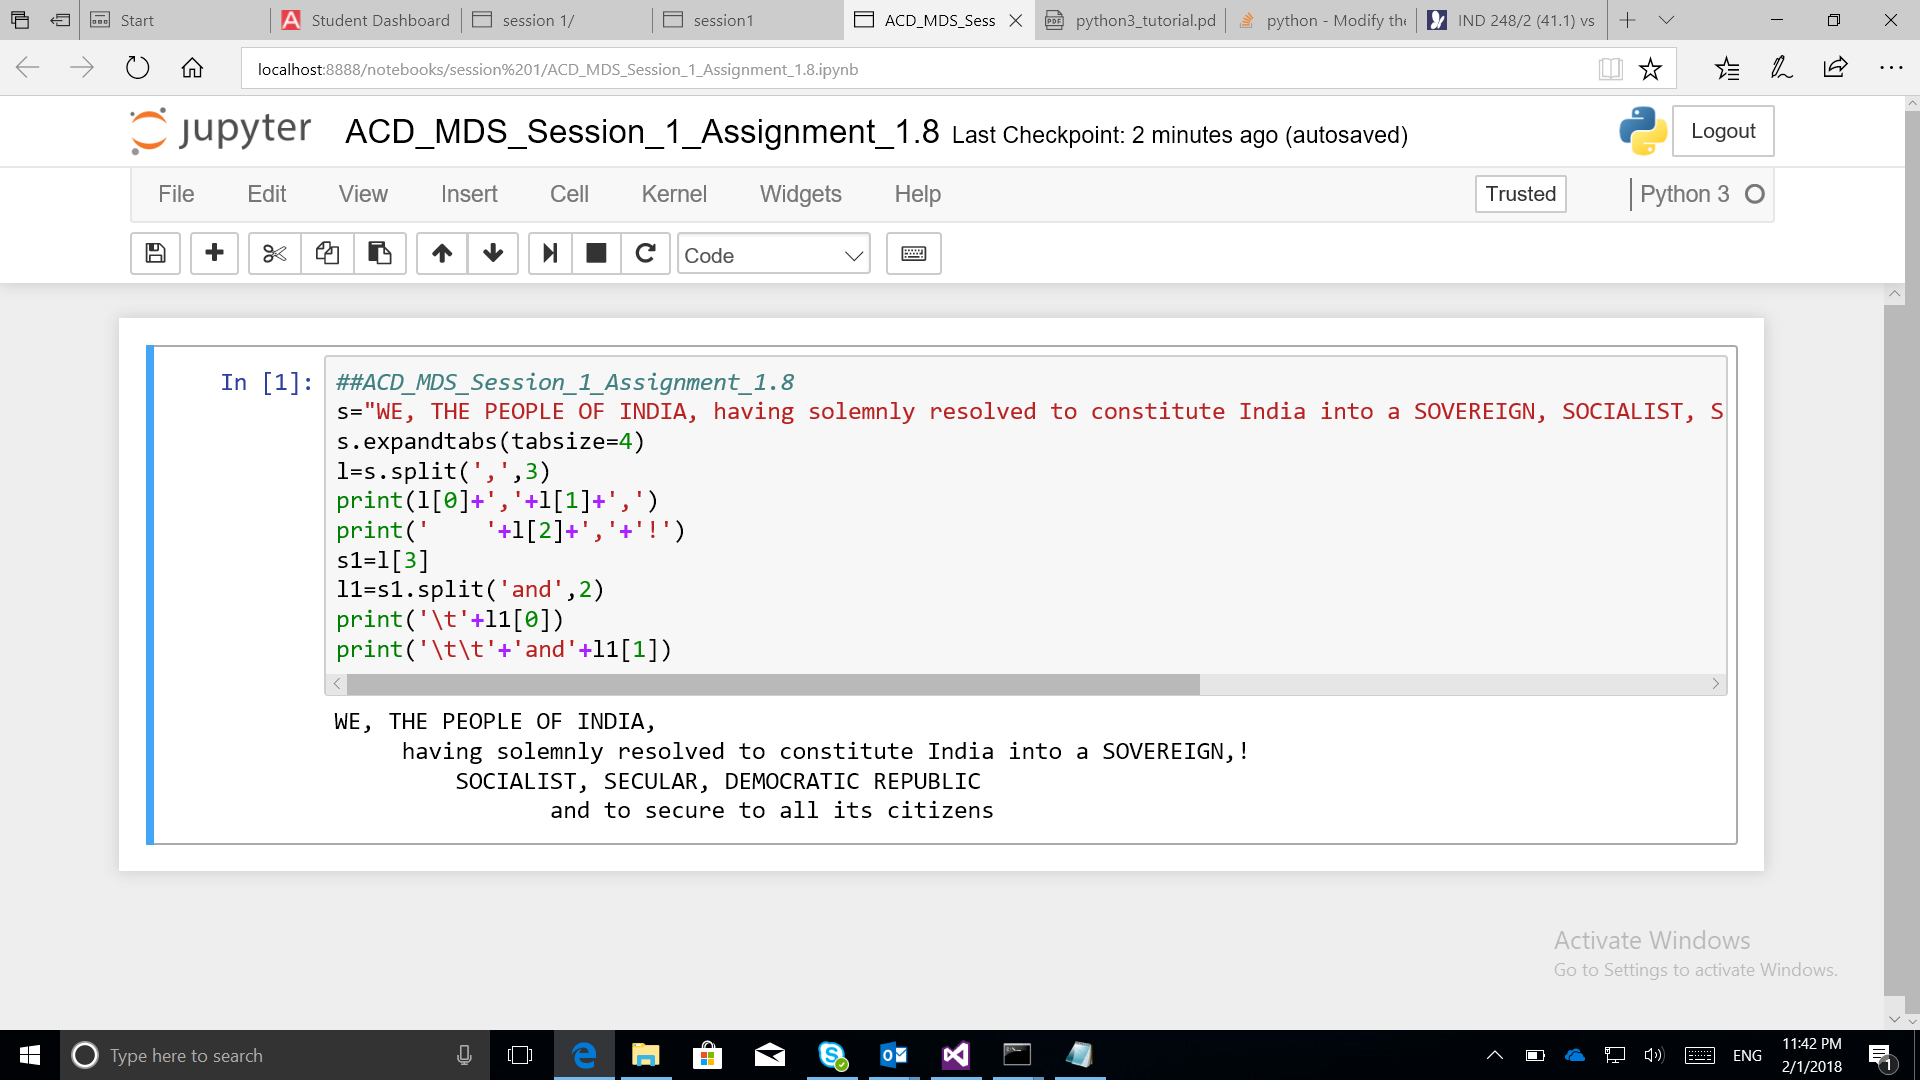 Start
Student Dashboard
session 1/
session1
ACD_MDS_Sess
python3_tutorial.pd
python - Modify the
IND 248/2 (41.1) vs
localhost:8888/notebooks/session%201/ACD_MDS_Session_1_Assignment_1.8.ipynb
jupyter ACD_MDS_Session_1_Assignment_1.8 Last Checkpoint: 2 minutes ago (autosaved)
Logout
File Edit View Insert Cell Kernel Widgets Help
Trusted
Python 3
Code
In [1]:
##ACD_MDS_Session_1_Assignment_1.8
s="WE, THE PEOPLE OF INDIA, having solemnly resolved to constitute India into a SOVEREIGN, SOCIALIST, S
s.expandtabs(tabsize=4)
l=s.split(',',3)
print(l[0]+','+l[1]+',')
print('    '+l[2]+','+'!')
s1=l[3]
l1=s1.split('and',2)
print('\t'+l1[0])
print('\t\t'+'and'+l1[1])
WE, THE PEOPLE OF INDIA,
having solemnly resolved to constitute India into a SOVEREIGN,!
SOCIALIST, SECULAR, DEMOCRATIC REPUBLIC
and to secure to all its citizens
Activate Windows
Go to Settings to activate Windows.
Type here to search
ENG
11:42 PM
2/1/2018
1